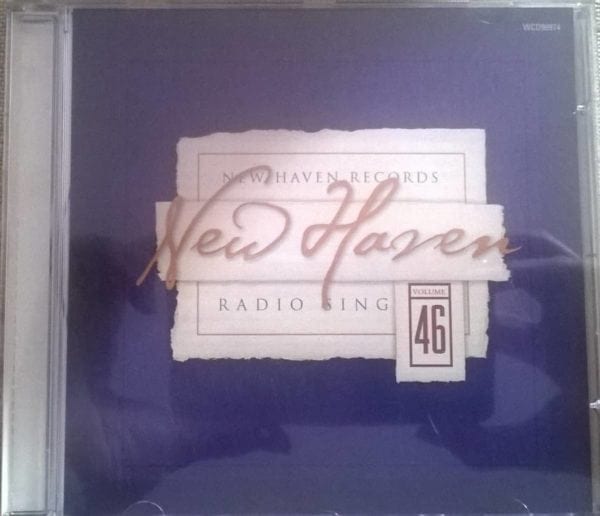 NEW HAVEN RECORDS
New Haven
RADIO SING
VOLUME
46